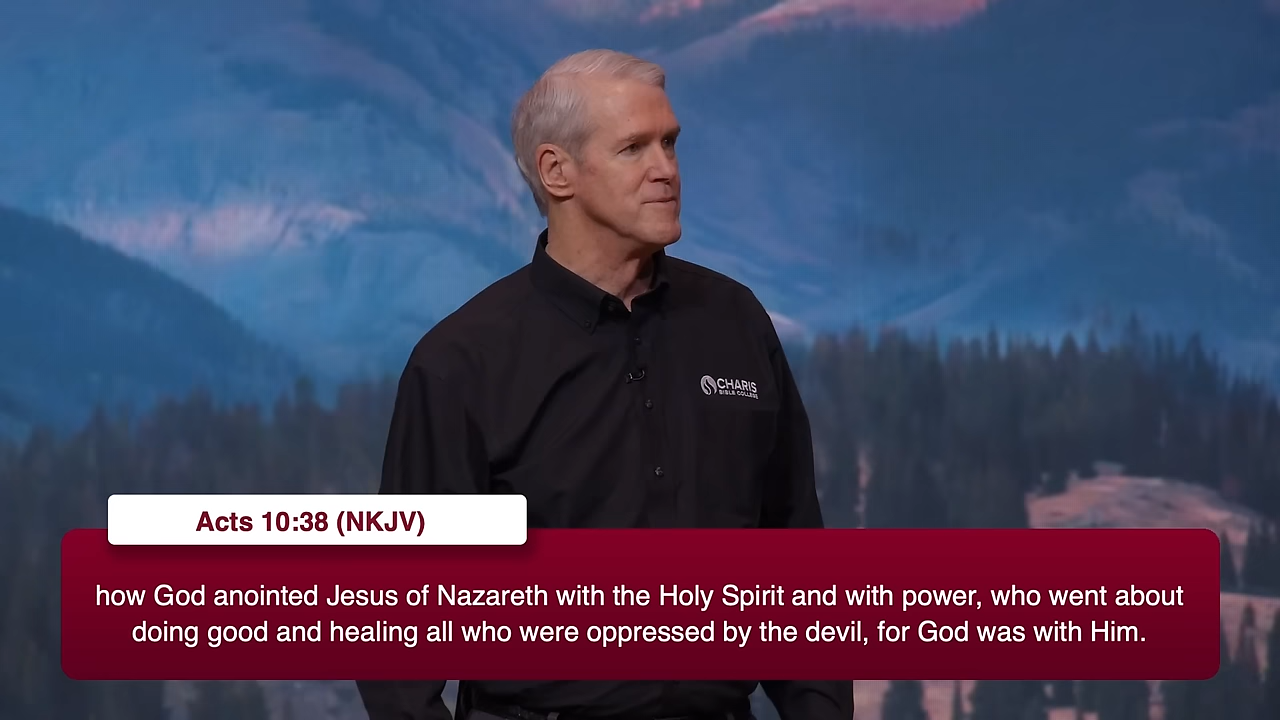 CHARIS
BIBLE COLLEGE
Acts 10:38 (NKJV)
how God anointed Jesus of Nazareth with the Holy Spirit and with power, who went about
doing good and healing all who were oppressed by the devil, for God was with Him.